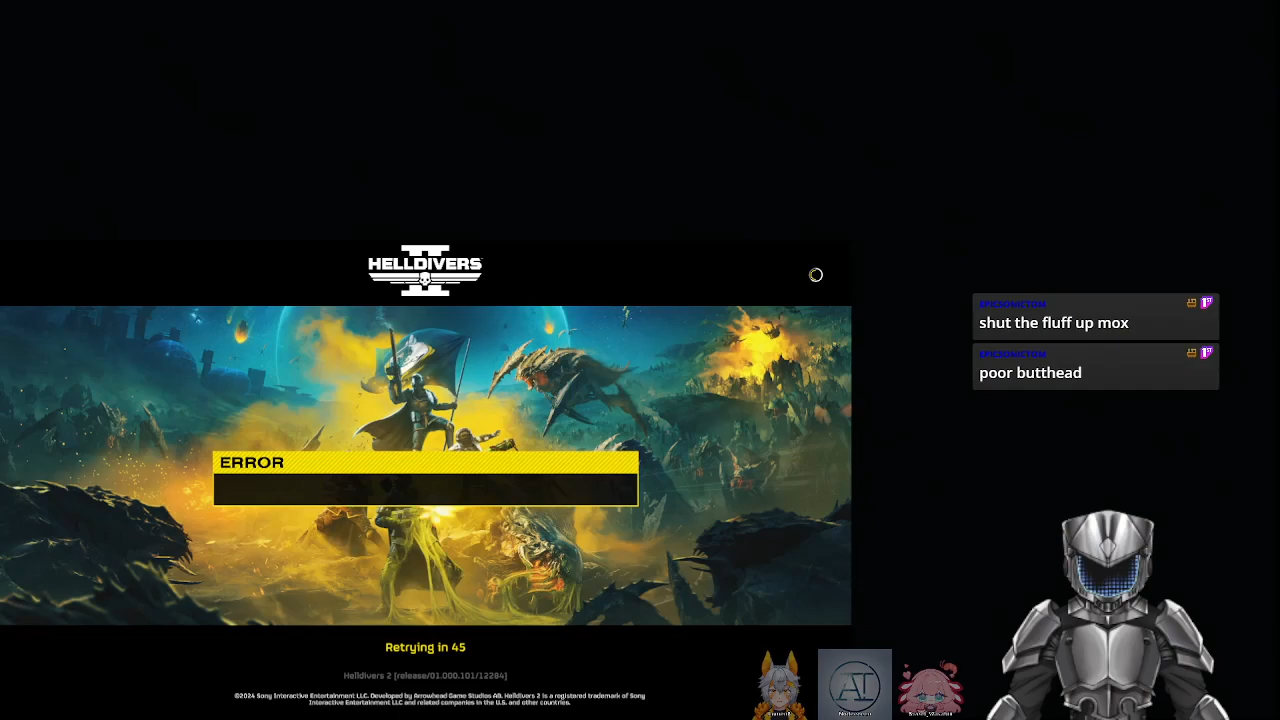 HELLDIVERS
II
shut the fluff up mox
poor butthead
ERROR
Retrying in 45
Helldivers 2 [release/01.000.101/12284]
©2024 Sony Interactive Entertainment LLC. Developed by Arrowhead Game Studios AB. Helldivers 2 is a registered trademark of Sony
Interactive Entertainment LLC and related companies in the U.S. and other countries.
AI